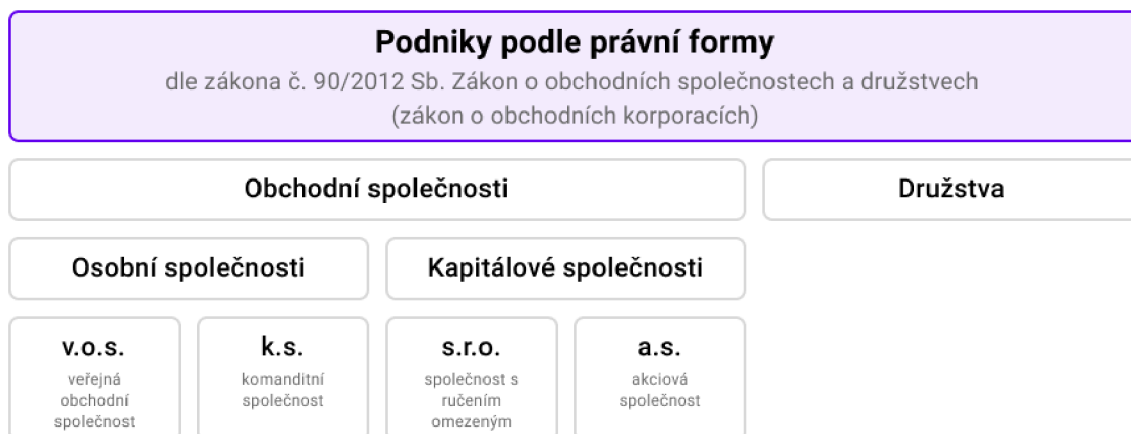 Podniky podle právní formy
dle zákona č. 90/2012 Sb. Zákon o obchodních společnostech a družstvech
(zákon o obchodních korporacích)
Obchodní společnosti
Družstva
Osobní společnosti
Kapitálové společnosti
v.o.s.
veřejná
obchodní
společnost
k.s.
komanditní
společnost
s.r.o.
společnost s
ručením
omezeným
a.s.
akciová
společnost